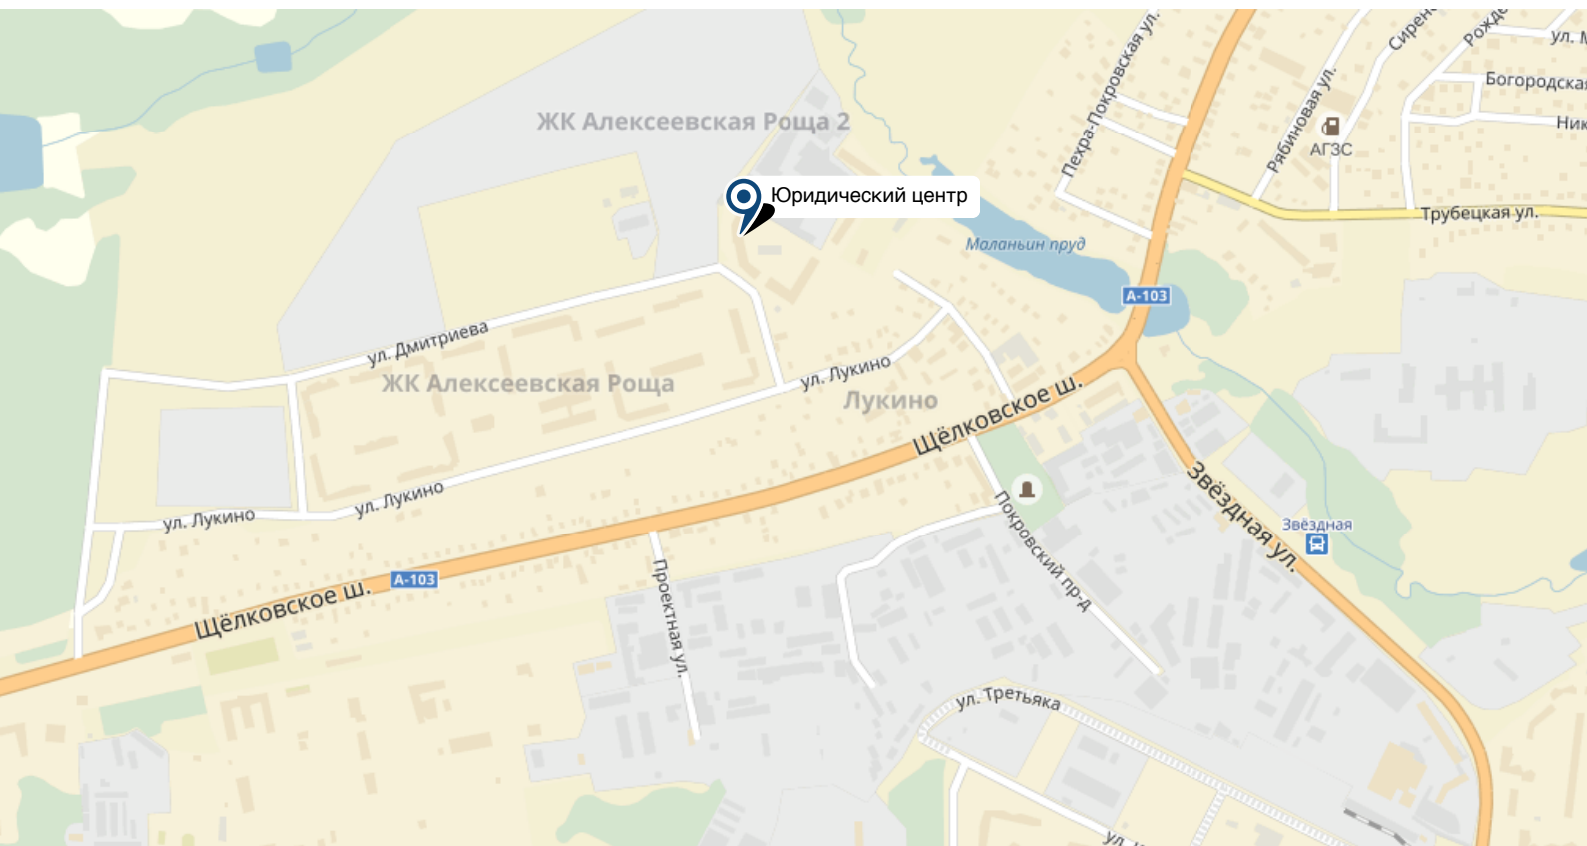 Пехра-Покровская ул.
Рябиновая ул.
Богородская
АГЗС
ЖК Алексеевская Роща 2
Юридический центр
Трубецкая ул.
Маланьин пруд
А-103
ул. Дмитриева
ЖК Алексеевская Роща
ул. Лукино
Лукино
Щёлковское ш.
ул. Лукино
ул. Лукино
Звёздная ул.
Звёздная
Покровский пр-д
А-103
Щёлковское ш.
Проектная ул.
ул. Третьяка